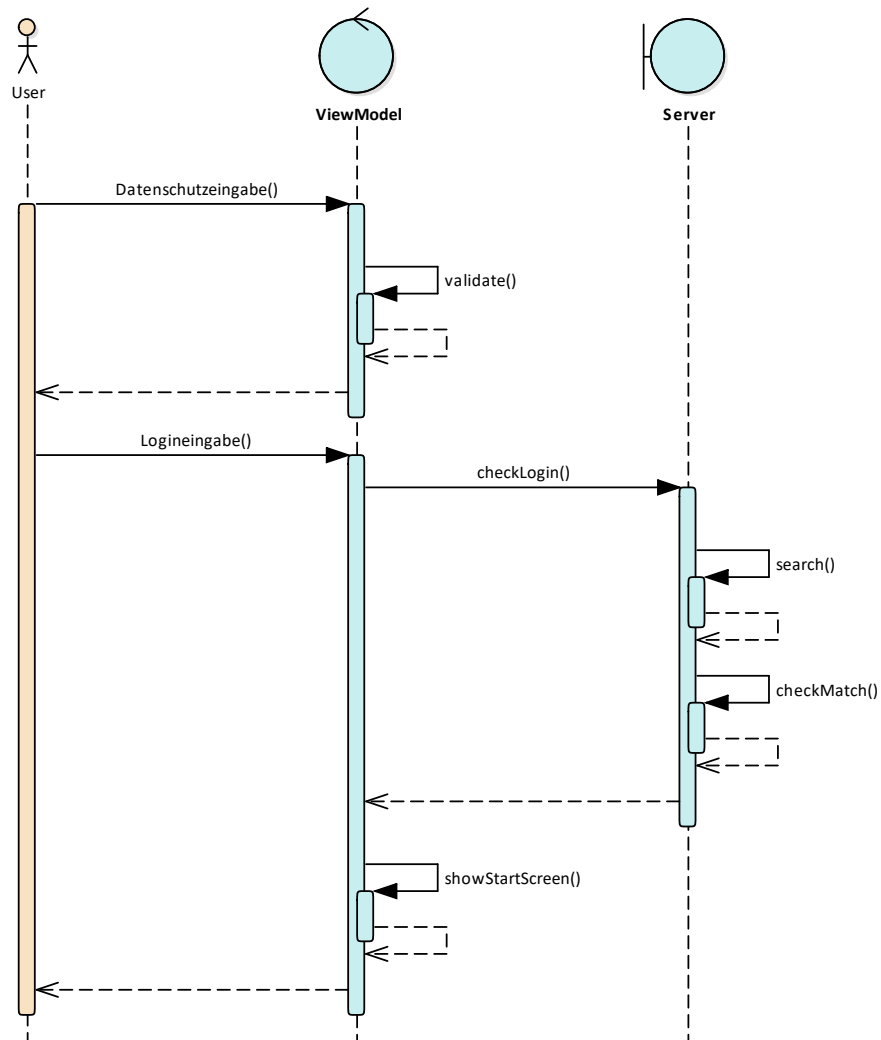 User
ViewModel
Server
Datenschutzeingabe()
validate()
Logineingabe()
checkLogin()
search()
checkMatch()
showStartScreen()